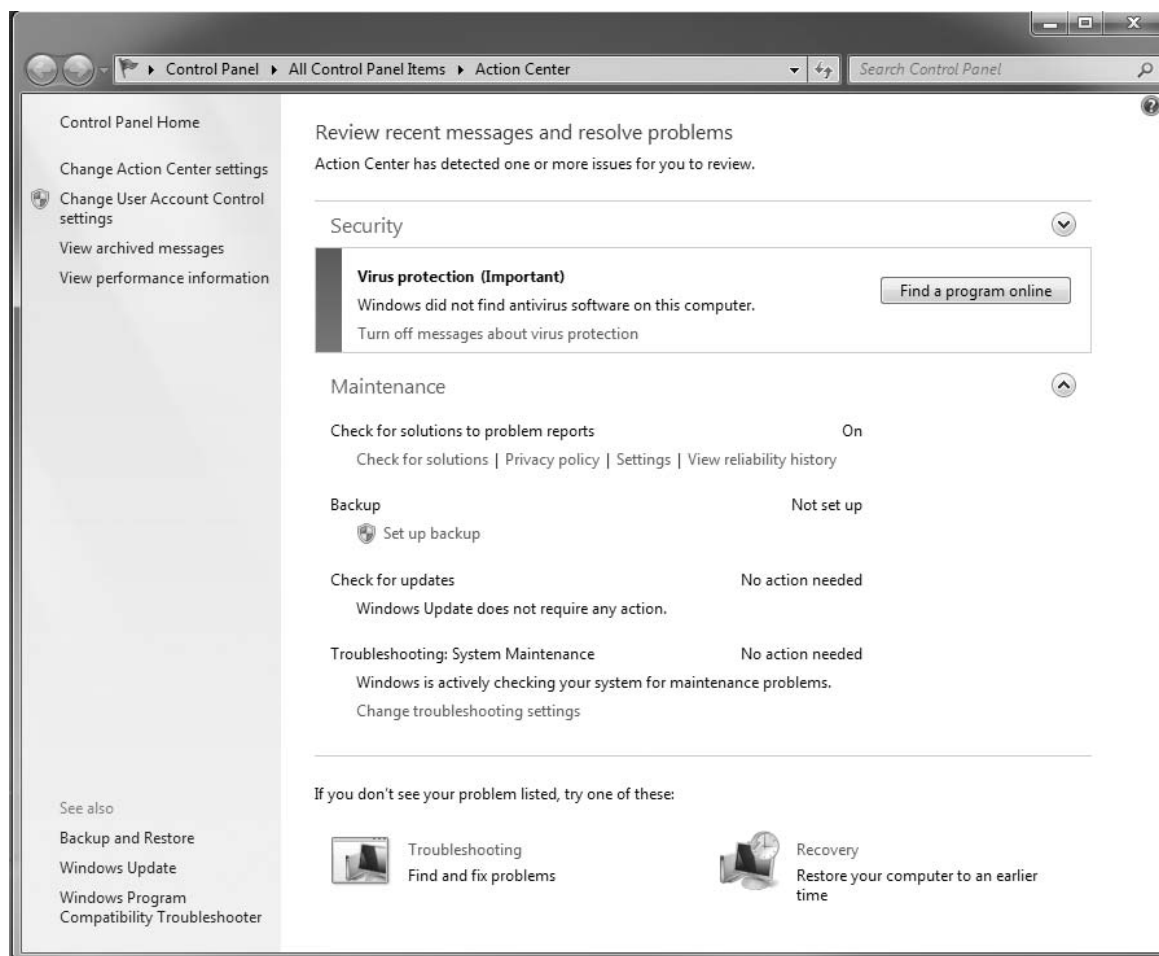 Control Panel ▸ All Control Panel Items ▸ Action Center
Search Control Panel
Control Panel Home
Change Action Center settings
Change User Account Control
settings
View archived messages
View performance information
See also
Backup and Restore
Windows Update
Windows Program
Compatibility Troubleshooter
Review recent messages and resolve problems
Action Center has detected one or more issues for you to review.
Security
Virus protection (Important)
Windows did not find antivirus software on this computer.
Find a program online
Turn off messages about virus protection
Maintenance
Check for solutions to problem reports On
Check for solutions | Privacy policy | Settings | View reliability history
Backup Not set up
Set up backup
Check for updates No action needed
Windows Update does not require any action.
Troubleshooting: System Maintenance No action needed
Windows is actively checking your system for maintenance problems.
Change troubleshooting settings
If you don't see your problem listed, try one of these:
Troubleshooting
Find and fix problems
Recovery
Restore your computer to an earlier
time